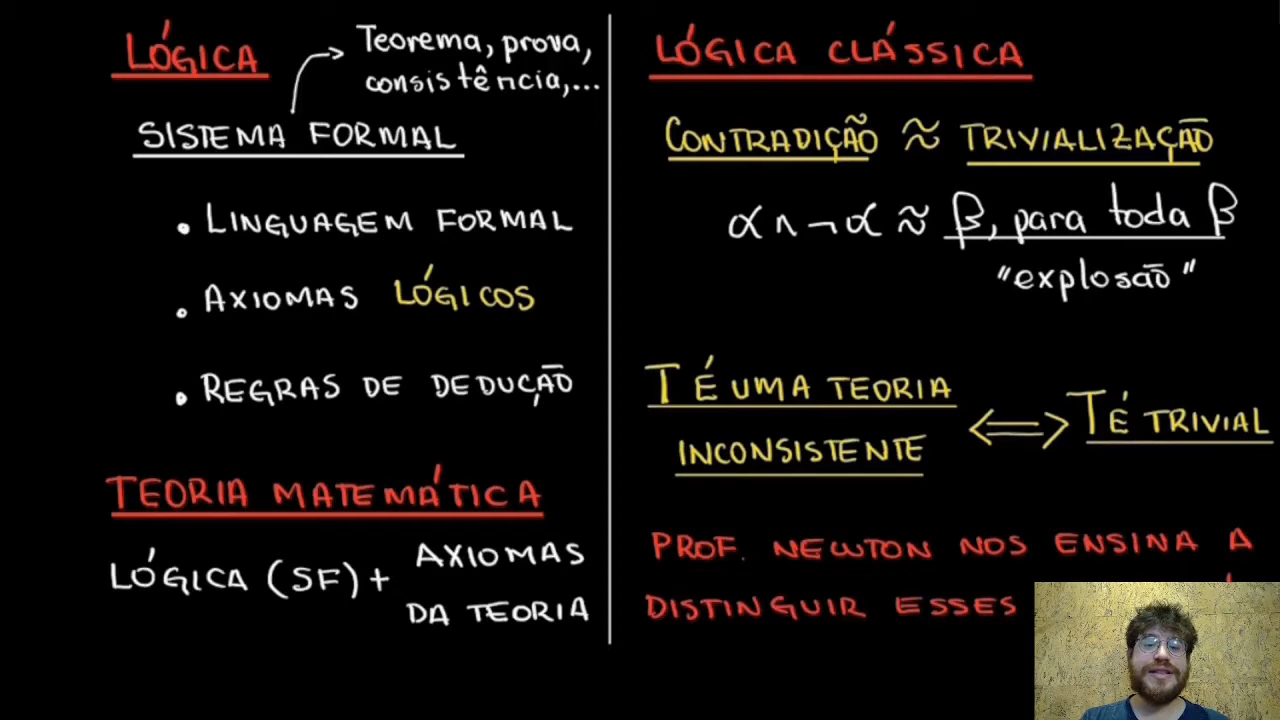 LÓGICA
Teorema, prova,
consistência,...
SISTEMA FORMAL
• LINGUAGEM FORMAL
• AXIOMAS LÓGICOS
• REGRAS DE DEDUÇÃO
TEORIA MATEMÁTICA
LÓGICA (SF) + AXIOMAS
DA TEORIA
LÓGICA CLÁSSICA
CONTRADIÇÃO ≈ TRIVIALIZAÇÃO
α ∧ ¬ α ≈ β, para toda β
"explosão"
T É UMA TEORIA
INCONSISTENTE ⟺ T É TRIVIAL
PROF. NEWTON NOS ENSINA A
DISTINGUIR ESSES